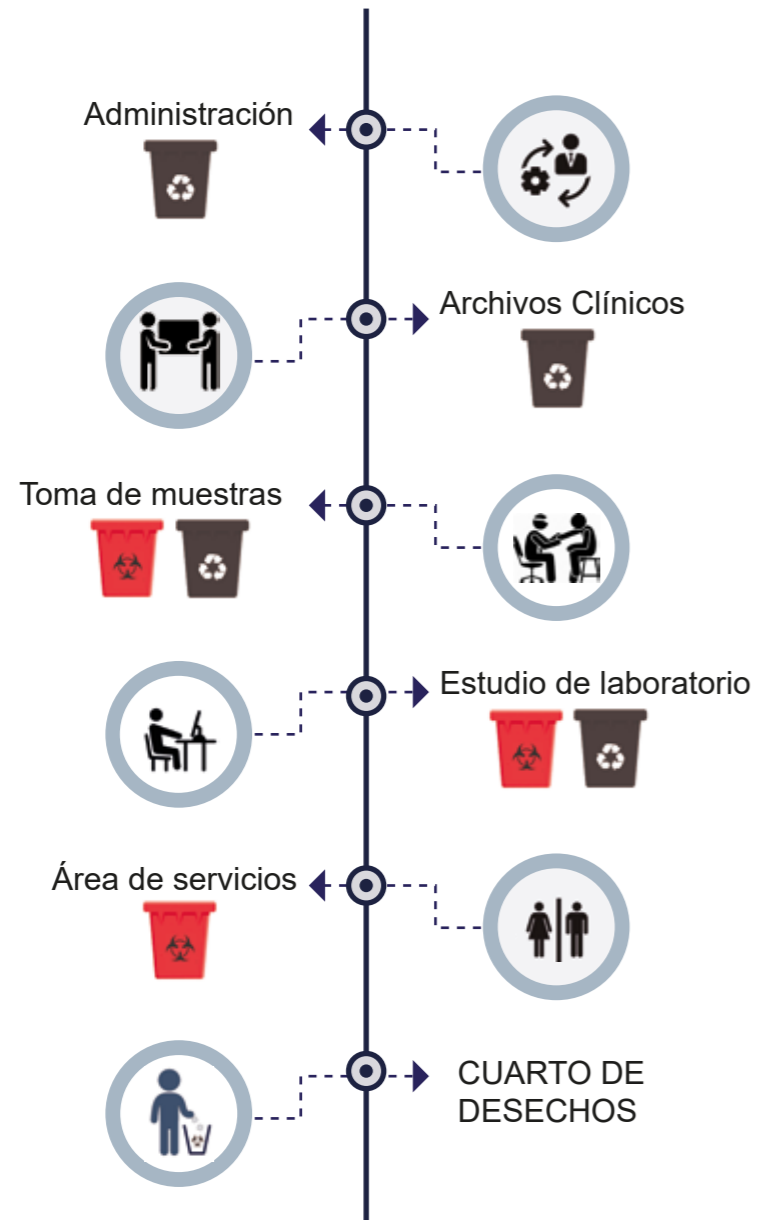 Administración
Archivos Clínicos
Toma de muestras
Estudio de laboratorio
Área de servicios
CUARTO DE
DESECHOS